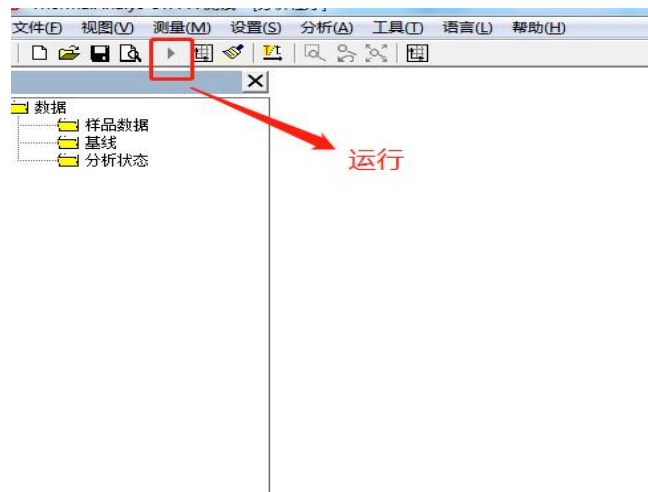 文件(F) 视图(V) 测量(M) 设置(S) 分析(A) 工具(T) 语言(L) 帮助(H)
数据
样品数据
基线
分析状态
运行